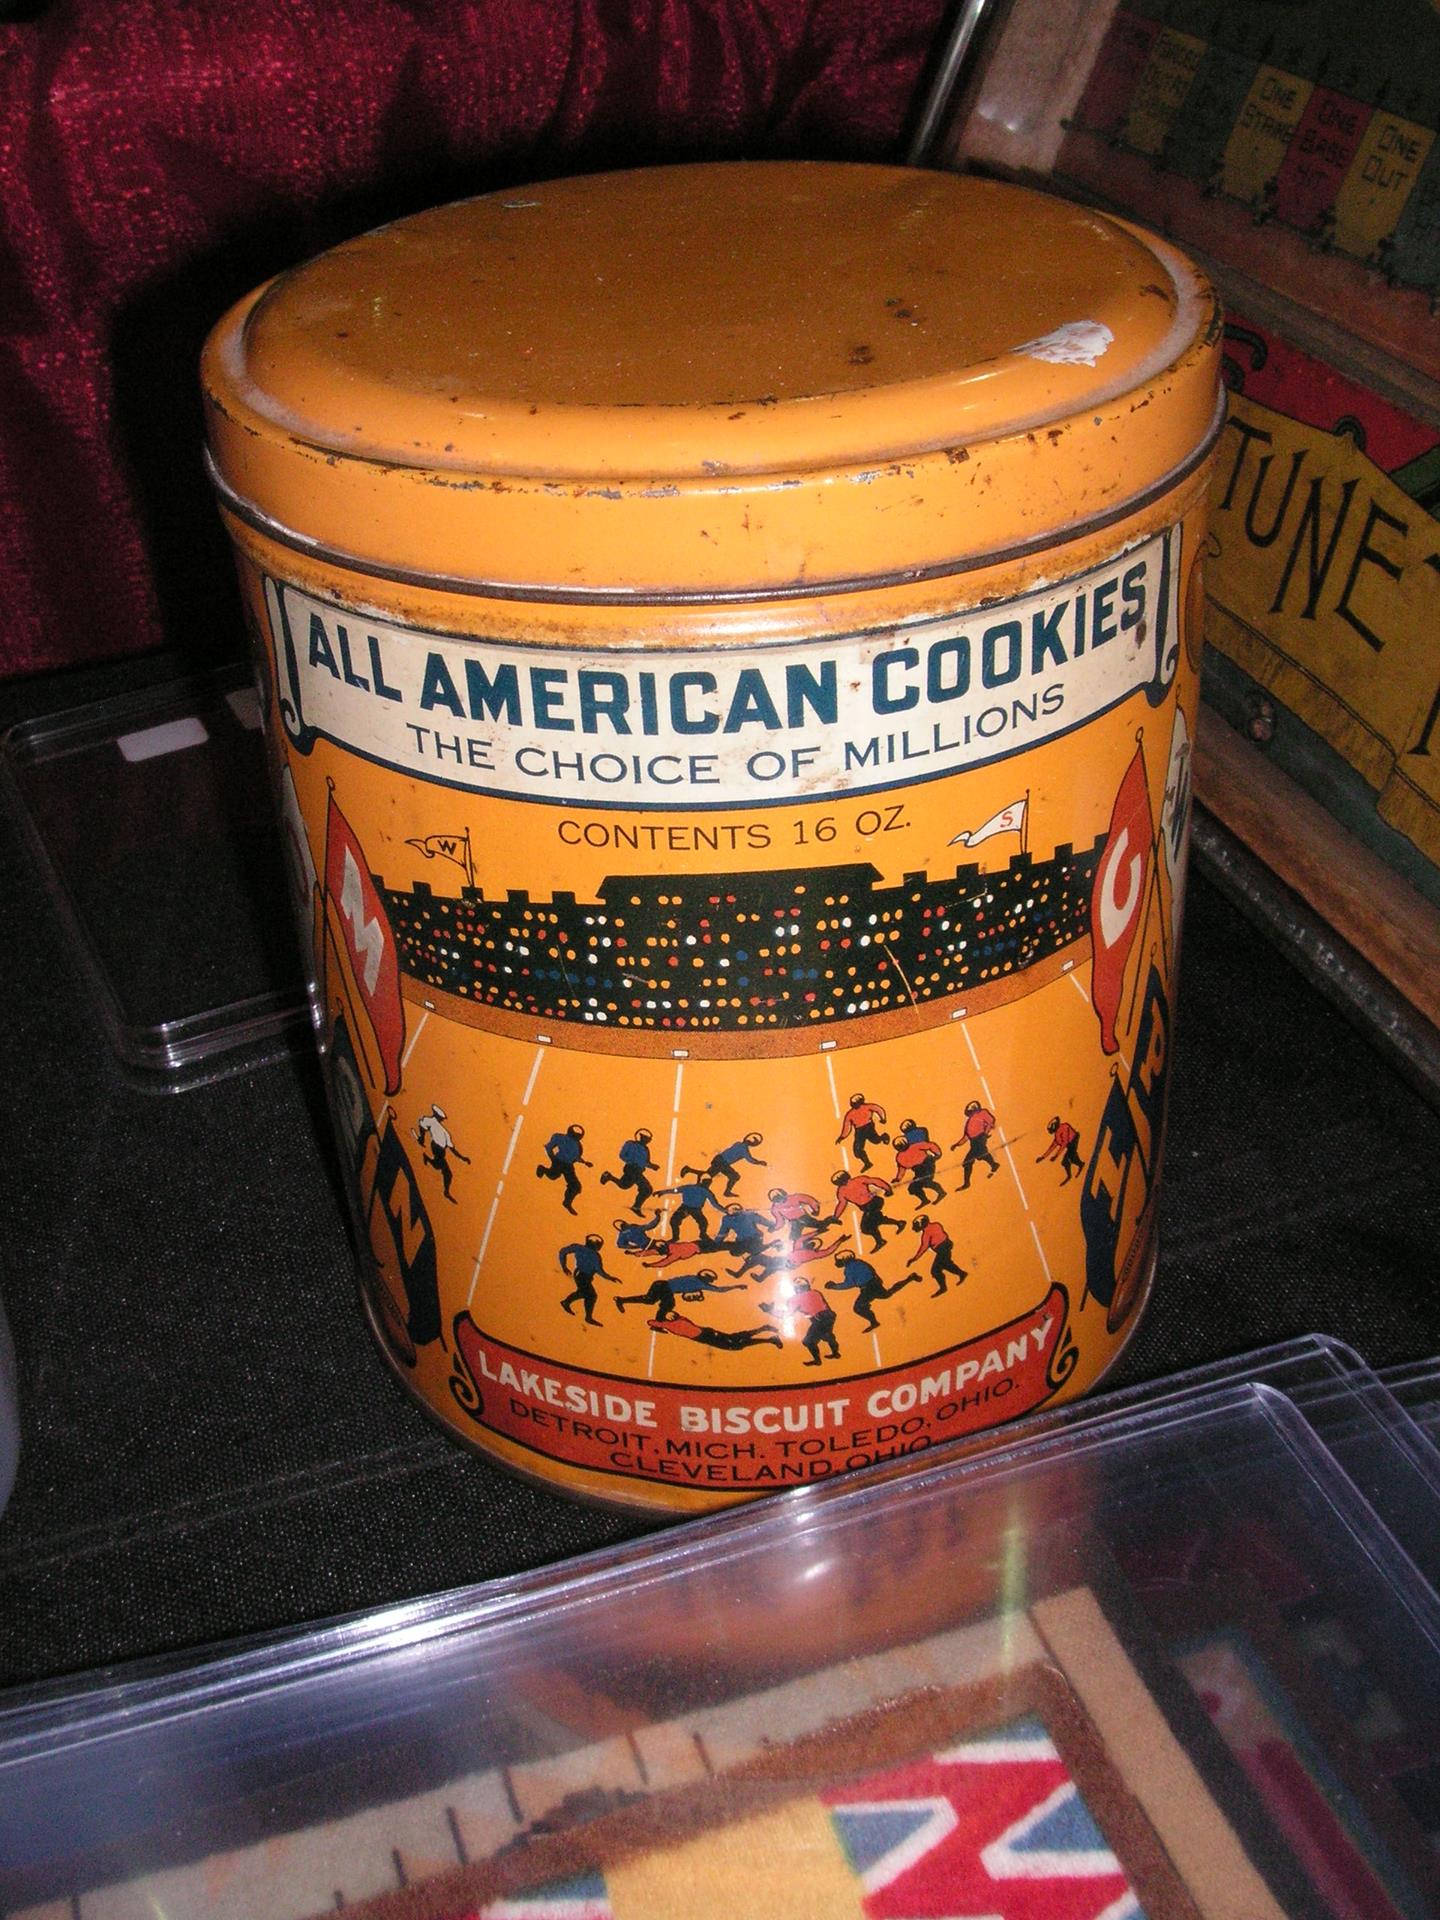 ONE
STRIKE
ONE
BASE
HIT
ONE
OUT
TUNE
ALL AMERICAN COOKIES
THE CHOICE OF MILLIONS
CONTENTS 16 OZ.
W
S
M
G
N
H
LAKESIDE BISCUIT COMPANY
DETROIT, MICH. TOLEDO, OHIO.
CLEVELAND, OHIO